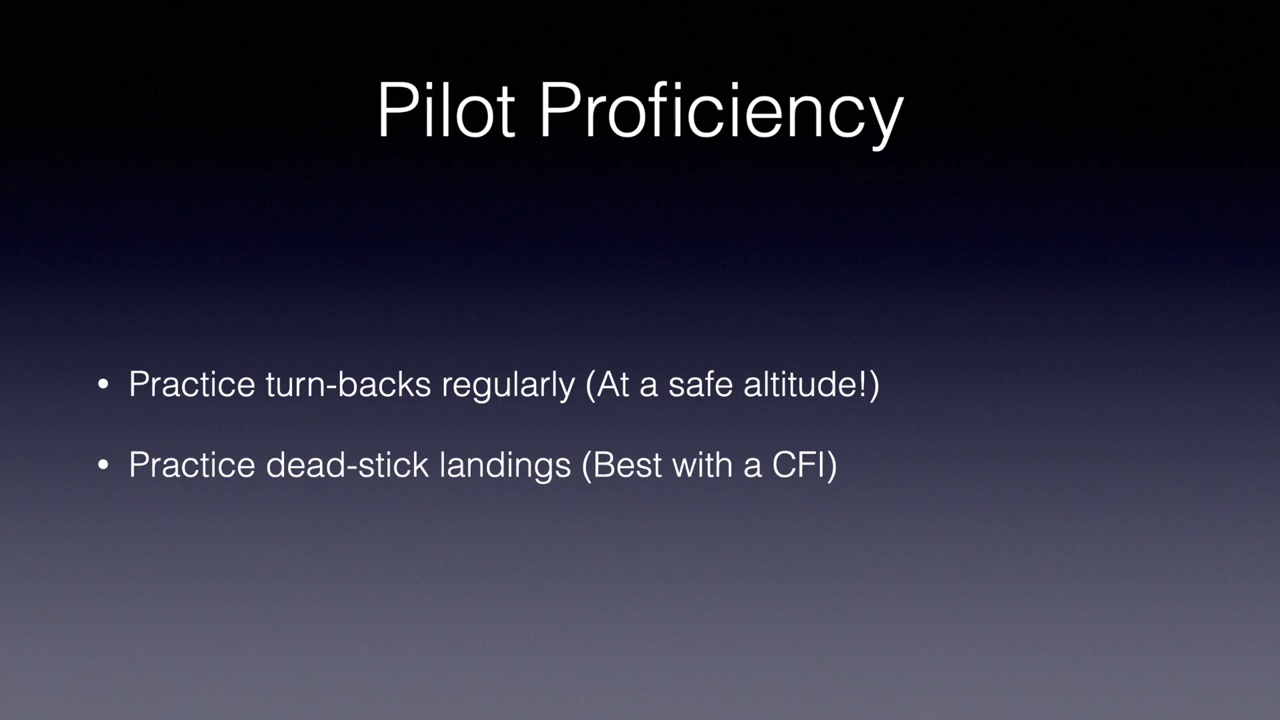 Pilot Proficiency
• Practice turn-backs regularly (At a safe altitude!)
• Practice dead-stick landings (Best with a CFI)